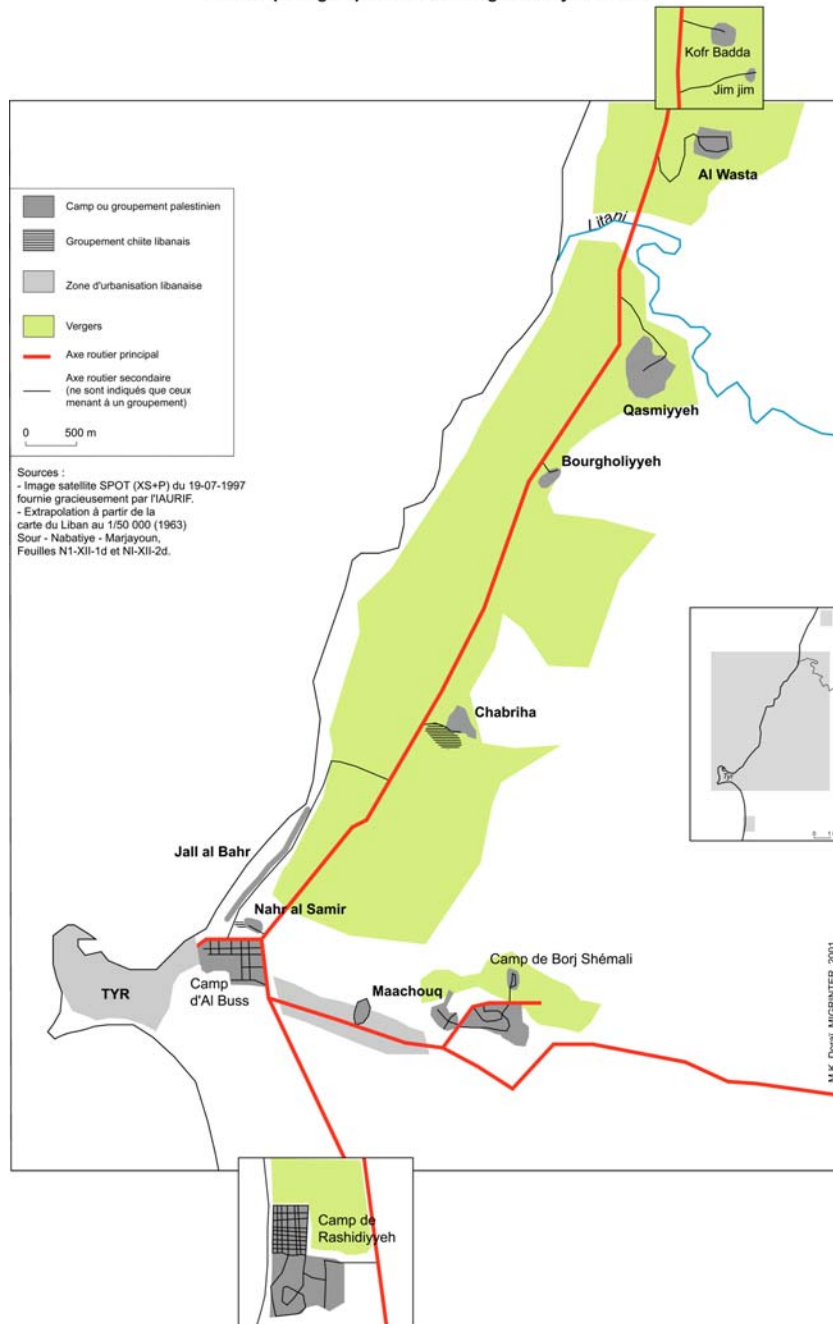 Kofr Badda
Jim jim
Al Wasta
Litani
Camp ou groupement palestinien
Groupement chiite libanais
Zone d'urbanisation libanaise
Vergers
Axe routier principal
Axe routier secondaire
(ne sont indiqués que ceux
menant à un groupement)
0 500 m
Sources :
- Image satellite SPOT (XS+P) du 19-07-1997
fournie gracieusement par l'IAURIF.
- Extrapolation à partir de la
carte du Liban au 1/50 000 (1963)
Sour - Nabatiye - Marjayoun,
Feuilles N1-XII-1d et NI-XII-2d.
Qasmiyyeh
Bourgholiyyeh
Chabriha
Jall al Bahr
Nahr al Samir
TYR
Camp
d'Al Buss
Maachouq
Camp de Borj Shémali
Camp de
Rashidiyyeh
MIGRINTER, 2001